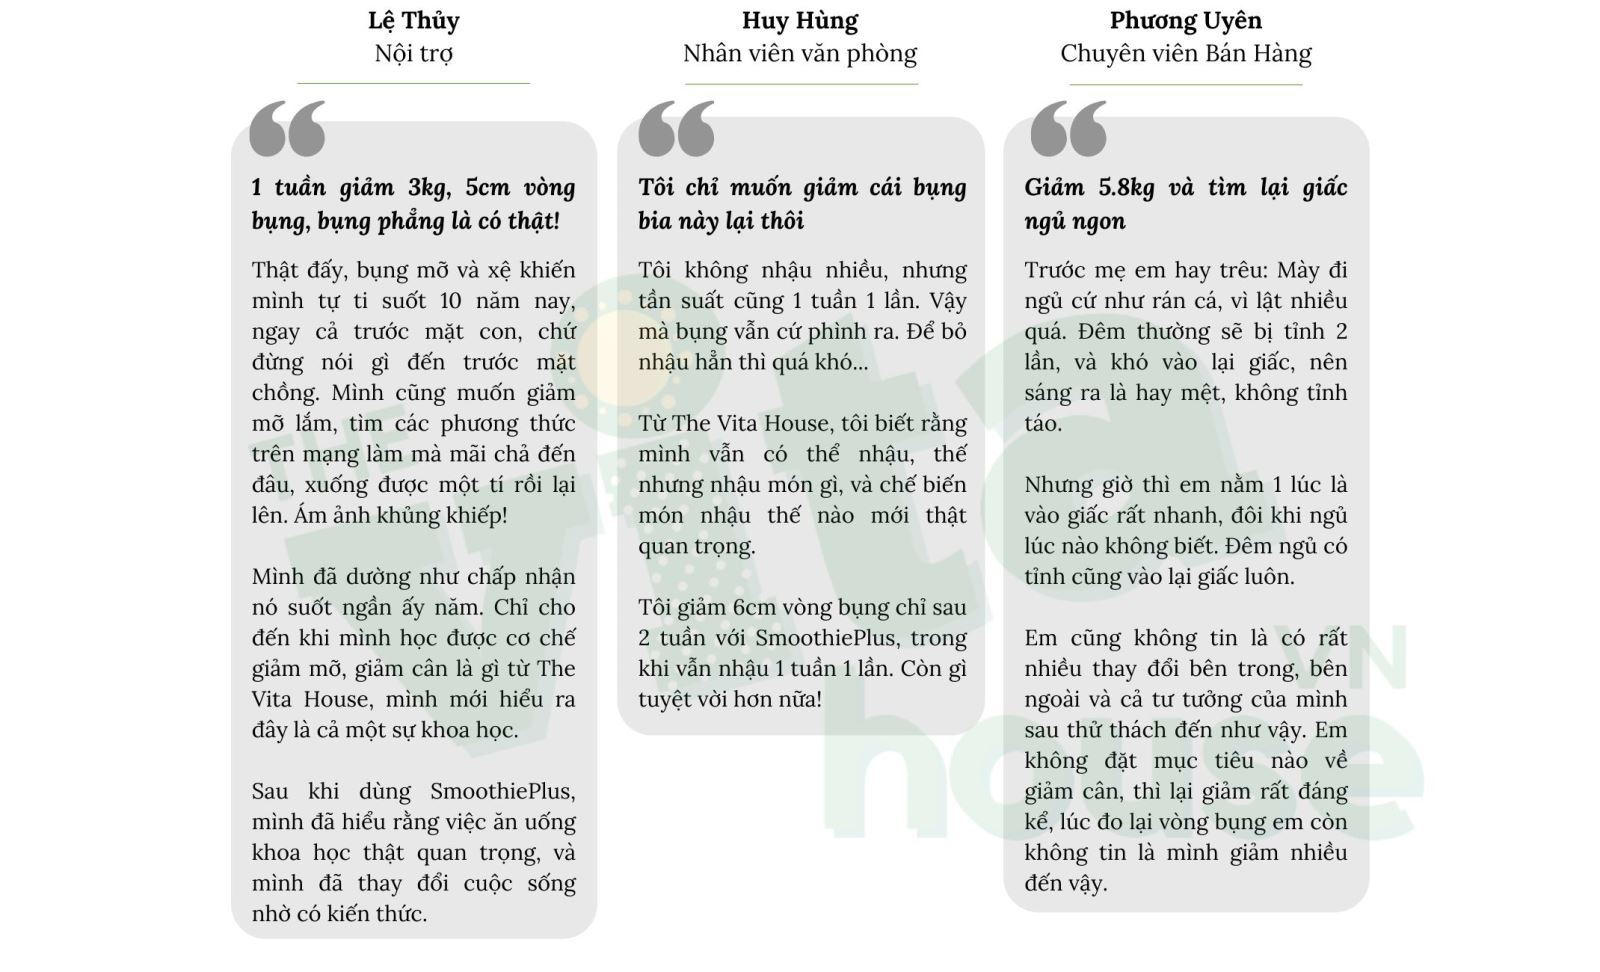 Lệ Thủy
Nội trợ
1 tuần giảm 3kg, 5cm vòng
bụng, bụng phẳng là có thật!
Thật đấy, bụng mỡ và xệ khiến
mình tự ti suốt 10 năm nay,
ngay cả trước mặt con, chứ
đừng nói gì đến trước mặt
chồng. Mình cũng muốn giảm
mỡ lắm, tìm các phương thức
trên mạng làm mà mãi chả đến
đâu, xuống được một tí rồi lại
lên. Ám ảnh khủng khiếp!
Mình đã dường như chấp nhận
nó suốt ngần ấy năm. Chỉ cho
đến khi mình học được cơ chế
giảm mỡ, giảm cân là gì từ The
Vita House, mình mới hiểu ra
đây là cả một sự khoa học.
Sau khi dùng SmoothiePlus,
mình đã hiểu rằng việc ăn uống
khoa học thật quan trọng, và
mình đã thay đổi cuộc sống
nhờ có kiến thức.
Huy Hùng
Nhân viên văn phòng
Tôi chỉ muốn giảm cái bụng
bia này lại thôi
Tôi không nhậu nhiều, nhưng
tần suất cũng 1 tuần 1 lần. Vậy
mà bụng vẫn cứ phình ra. Để bỏ
nhậu hẳn thì quá khó...
Từ The Vita House, tôi biết rằng
mình vẫn có thể nhậu, thế
nhưng nhậu món gì, và chế biến
món nhậu thế nào mới thật
quan trọng.
Tôi giảm 6cm vòng bụng chỉ sau
2 tuần với SmoothiePlus, trong
khi vẫn nhậu 1 tuần 1 lần. Còn gì
tuyệt vời hơn nữa!
Phương Uyên
Chuyên viên Bán Hàng
Giảm 5.8kg và tìm lại giấc
ngủ ngon
Trước mẹ em hay trêu: Mày đi
ngủ cứ như rán cá, vì lật nhiều
quá. Đêm thường sẽ bị tỉnh 2
lần, và khó vào lại giấc, nên
sáng ra là hay mệt, không tỉnh
táo.
Nhưng giờ thì em nằm 1 lúc là
vào giấc rất nhanh, đôi khi ngủ
lúc nào không biết. Đêm ngủ có
tỉnh cũng vào lại giấc luôn.
Em cũng không tin là có rất
nhiều thay đổi bên trong, bên
ngoài và cả tư tưởng của mình
sau thử thách đến như vậy. Em
không đặt mục tiêu nào về
giảm cân, thì lại giảm rất đáng
kể, lúc đo lại vòng bụng em còn
không tin là mình giảm nhiều
đến vậy.
THE
vita
house
VN